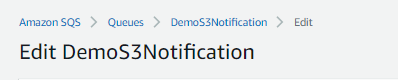 Amazon SQS > Queues > DemoS3Notification > Edit
Edit DemoS3Notification